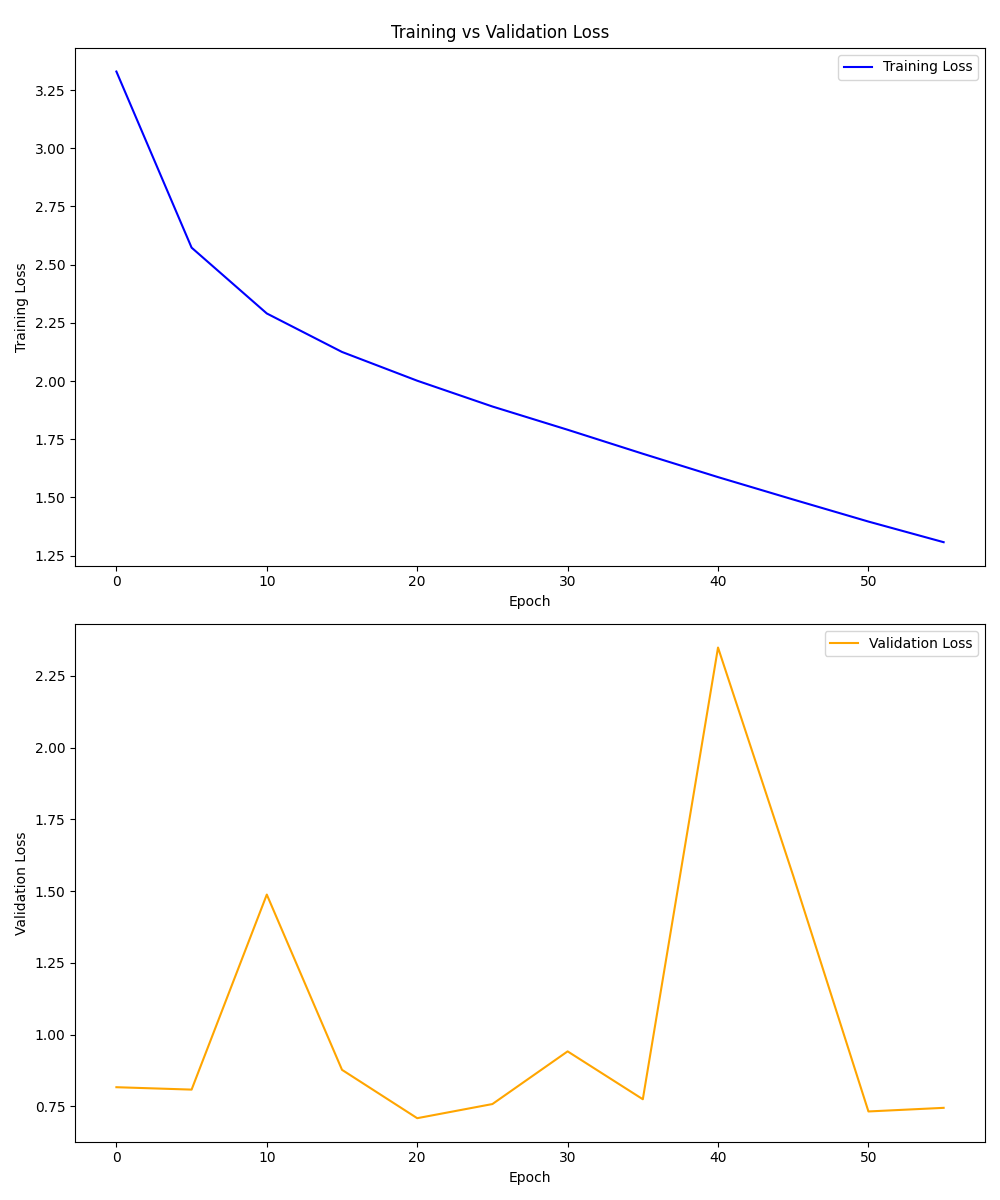 Training vs Validation Loss
Training Loss
3.25
3.00
2.75
2.50
2.25
2.00
1.75
1.50
1.25
Training Loss
0 10 20 30 40 50
Epoch
Validation Loss
2.25
2.00
1.75
1.50
1.25
1.00
0.75
Validation Loss
0 10 20 30 40 50
Epoch